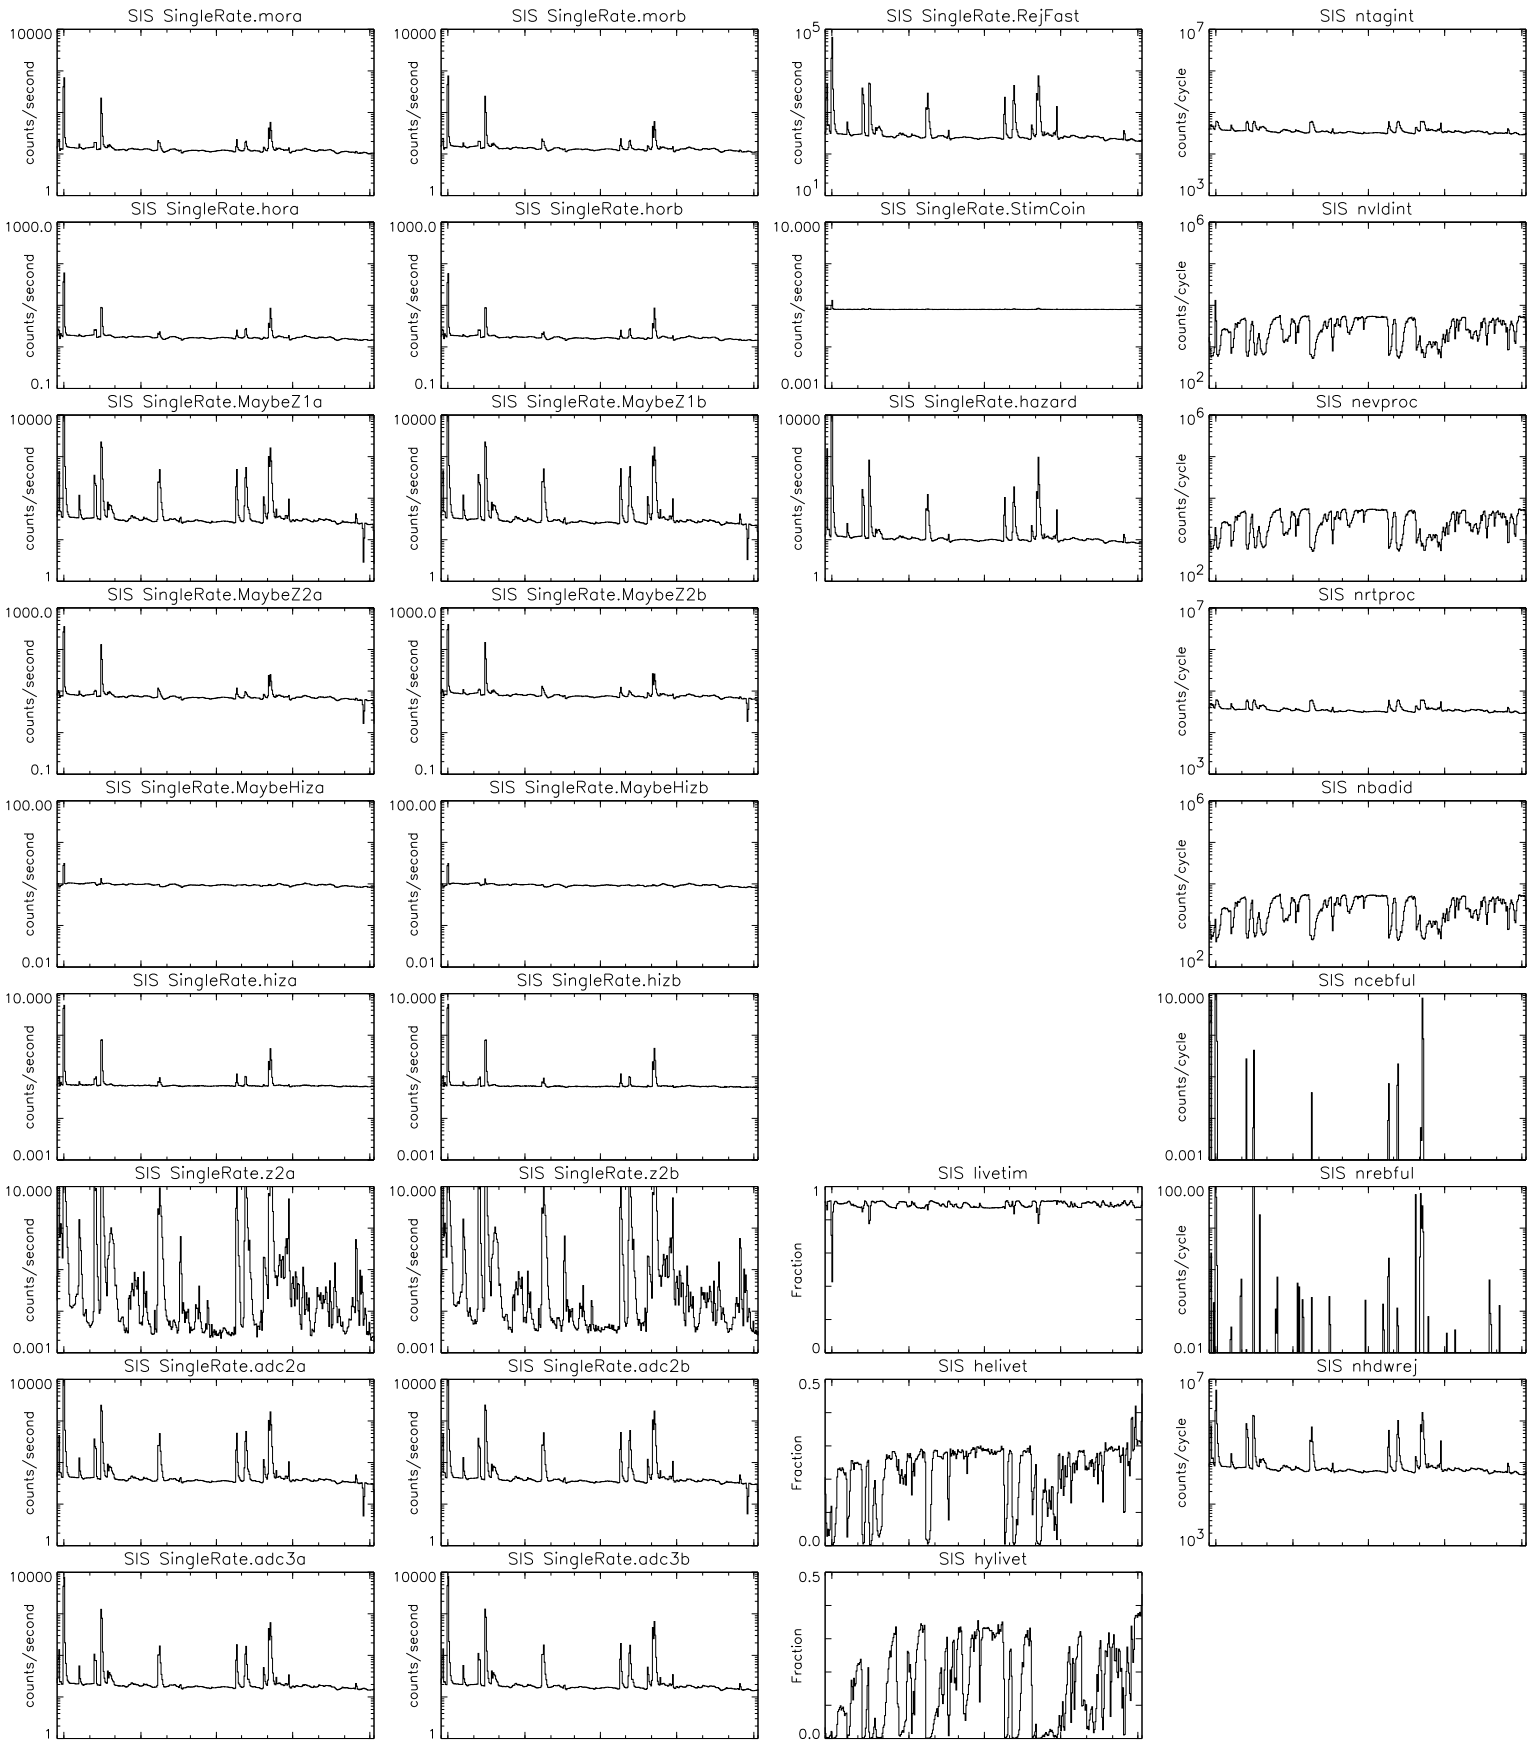 SIS SingleRate.mora
10000
counts/second
1
SIS SingleRate.morb
10000
counts/second
1
SIS SingleRate.RejFast
10^5
counts/second
10^1
SIS ntagint
10^7
counts/cycle
10^3
SIS SingleRate.hora
1000.0
counts/second
0.1
SIS SingleRate.horb
1000.0
counts/second
0.1
SIS SingleRate.StimCoin
10.000
counts/second
0.001
SIS nvldint
10^6
counts/cycle
10^2
SIS SingleRate.MaybeZ1a
10000
counts/second
1
SIS SingleRate.MaybeZ1b
10000
counts/second
1
SIS SingleRate.hazard
10000
counts/second
1
SIS nevproc
10^6
counts/cycle
10^2
SIS SingleRate.MaybeZ2a
1000.0
counts/second
0.1
SIS SingleRate.MaybeZ2b
1000.0
counts/second
0.1
SIS nrtproc
10^7
counts/cycle
10^3
SIS SingleRate.MaybeHiza
100.00
counts/second
0.01
SIS SingleRate.MaybeHizb
100.00
counts/second
0.01
SIS nbadid
10^6
counts/cycle
10^2
SIS SingleRate.hiza
10.000
counts/second
0.001
SIS SingleRate.hizb
10.000
counts/second
0.001
SIS ncebful
10.000
counts/cycle
0.001
SIS SingleRate.z2a
10.000
counts/second
0.001
SIS SingleRate.z2b
10.000
counts/second
0.001
SIS livetim
1
Fraction
0
SIS nrebful
100.00
counts/cycle
0.01
SIS SingleRate.adc2a
10000
counts/second
1
SIS SingleRate.adc2b
10000
counts/second
1
SIS helivet
0.5
Fraction
0.0
SIS nhdwrej
10^7
counts/cycle
10^3
SIS SingleRate.adc3a
10000
counts/second
1
SIS SingleRate.adc3b
10000
counts/second
1
SIS hylivet
0.5
Fraction
0.0